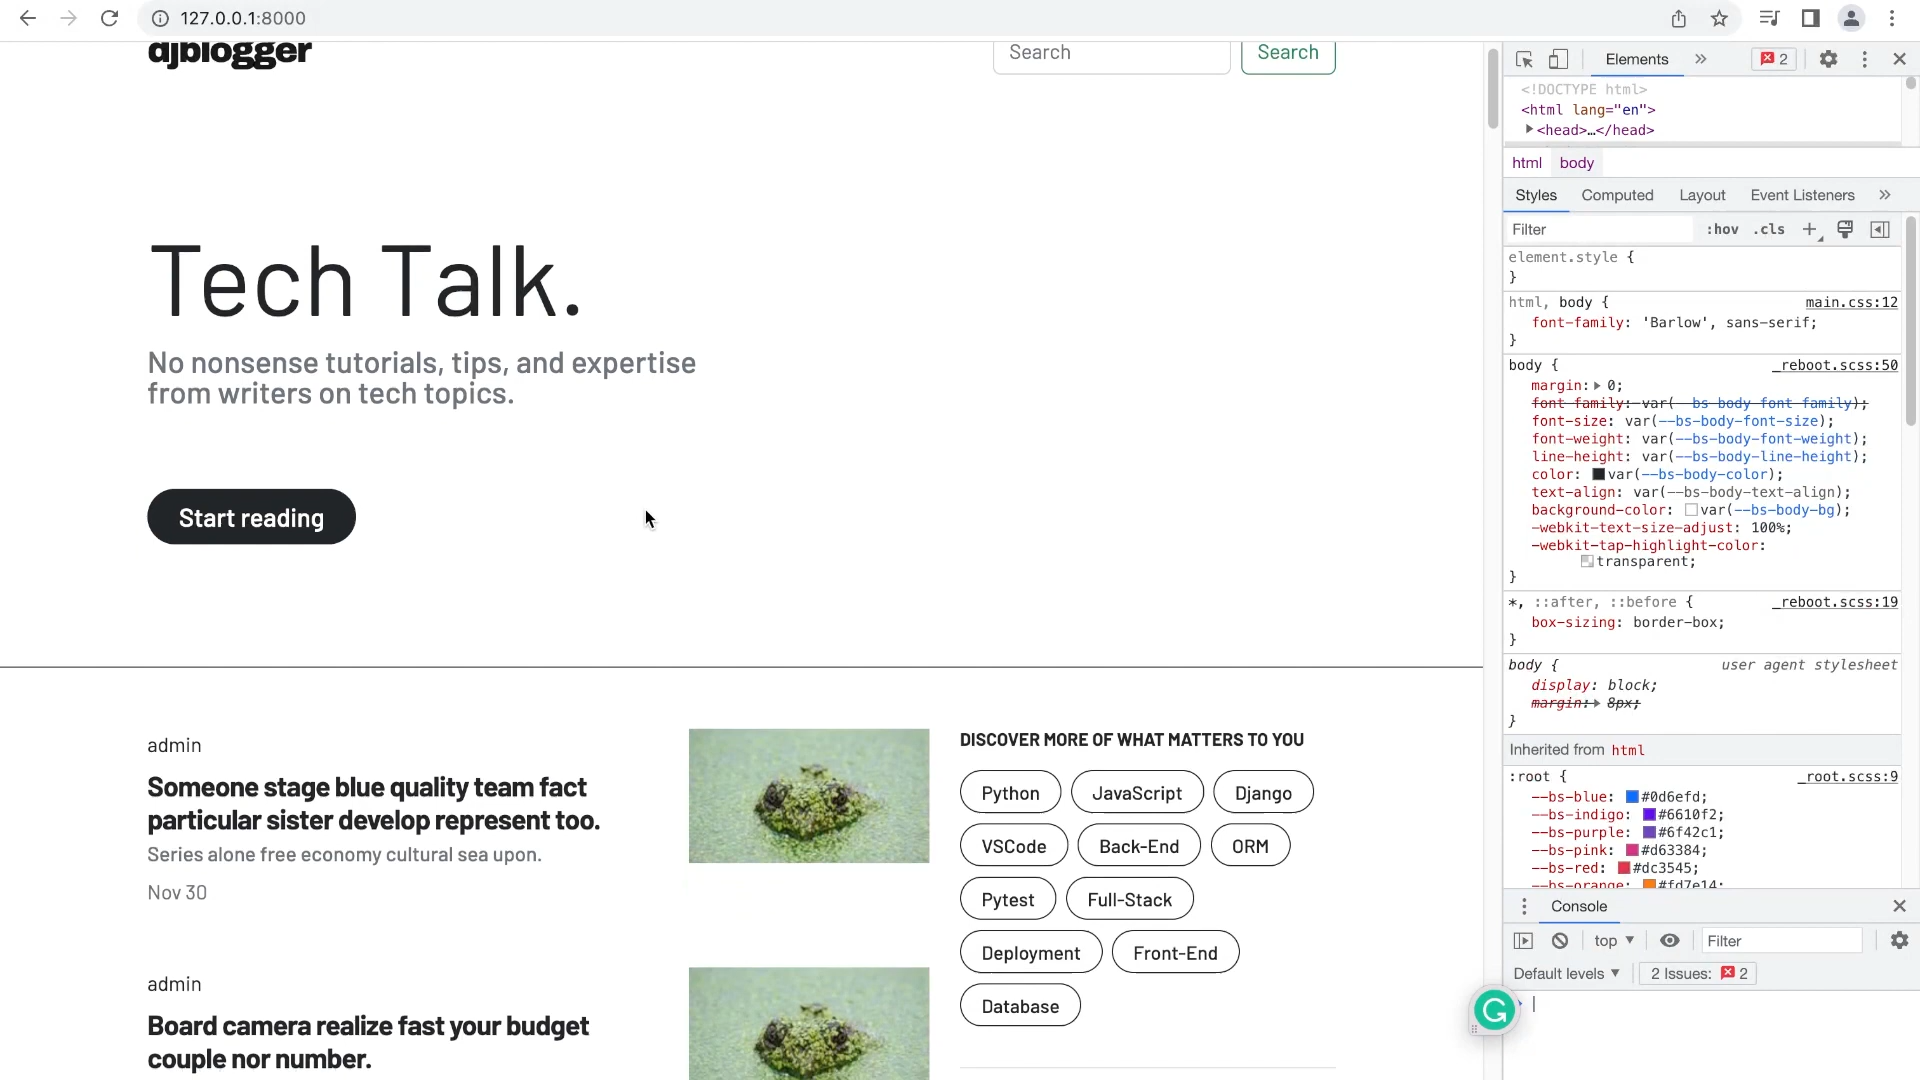 127.0.0.1:8000
djblogger
Search
Search
Tech Talk.
No nonsense tutorials, tips, and expertise
from writers on tech topics.
Start reading
admin
Someone stage blue quality team fact
particular sister develop represent too.
Series alone free economy cultural sea upon.
Nov 30
admin
Board camera realize fast your budget
couple nor number.
DISCOVER MORE OF WHAT MATTERS TO YOU
Python JavaScript Django
VSCode Back-End ORM
Pytest Full-Stack
Deployment Front-End
Database
Elements » 2
<!DOCTYPE html>
<html lang="en">
<head>…</head>
html body
Styles Computed Layout Event Listeners »
Filter :hov .cls +
element.style {
}
html, body { main.css:12
font-family: 'Barlow', sans-serif;
}
body { _reboot.scss:50
margin: 0;
font-family: var(--bs-body-font-family);
font-size: var(--bs-body-font-size);
font-weight: var(--bs-body-font-weight);
line-height: var(--bs-body-line-height);
color: var(--bs-body-color);
text-align: var(--bs-body-text-align);
background-color: var(--bs-body-bg);
-webkit-text-size-adjust: 100%;
-webkit-tap-highlight-color:
transparent;
}
*, ::after, ::before { _reboot.scss:19
box-sizing: border-box;
}
body { user agent stylesheet
display: block;
margin: 8px;
}
Inherited from html
:root { _root.scss:9
--bs-blue: #0d6efd;
--bs-indigo: #6610f2;
--bs-purple: #6f42c1;
--bs-pink: #d63384;
--bs-red: #dc3545;
--bs-orange: #fd7e14;
Console
top Filter
Default levels 2 Issues: 2